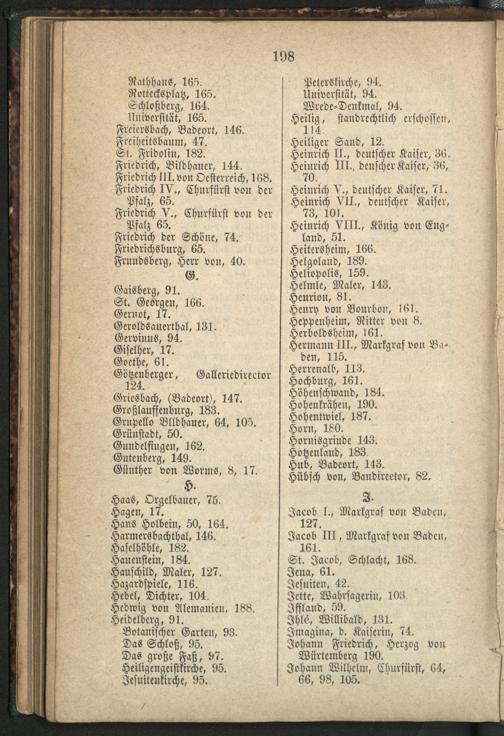 198
Rathhaus, 165.
Rottecksplatz, 165.
Schloßberg, 164.
Universität, 165.
Freiersbach, Badeort, 146.
Freiheitsbaum, 47.
St. Fridolin, 182.
Friedrich, Bildhauer, 144.
Friedrich III. von Oesterreich, 168.
Friedrich IV., Churfürst von der
Pfalz, 65.
Friedrich V., Churfürst von der
Pfalz 65.
Friedrich der Schöne, 74.
Friedrichsburg, 65.
Frundsberg, Herr von, 40.
G.
Gaisberg, 91.
St. Georgen, 166.
Gernot, 17.
Geroldsauerthal, 131.
Gervinus, 94.
Giselher, 17.
Goethe, 61.
Götzenberger, Galleriedirector
124.
Griesbach, (Badeort), 147.
Großlauffenburg, 183.
Grupello Blldhauer, 64, 105.
Grünstadt, 50.
Gundelfingen, 162.
Gutenberg, 149.
Günther von Worms, 8, 17.
H.
Haas, Orgelbauer, 75.
Hagen, 17.
Hans Holbein, 50, 164.
Harmersbachthal, 146.
Haselhöhle, 182.
Hauenstein, 184.
Hauschild, Maler, 127.
Hazardspiele, 116.
Hebel, Dichter, 104.
Hedwig von Alemanien, 188.
Heidelberg, 91.
Botanischer Garten, 93.
Das Schloß, 95.
Das große Faß, 97.
Heiligengeistkirche, 95.
Jesuitenkirche, 95.
Peterskirche, 94.
Universität, 94.
Wrede-Denkmal, 94.
Heilig, standrechtlich erschossen,
114.
Heiliger Sand, 12.
Heinrich II., deutscher Kaiser, 36.
Heinrich III. deutscher Kaiser, 36,
70.
Heinrich V., deutscher Kaiser, 71.
Heinrich VII., deutscher Kaiser,
73, 101.
Heinrich VIII., König von Eng-
land, 51.
Heitersheim, 166.
Helgoland, 189.
Heliopolis, 159.
Helmle, Maler, 143.
Henrion, 81.
Henry von Bourbon, 161.
Heppenheim, Ritter von 8.
Herboldsheim, 161.
Hermann III., Markgraf von Ba-
den, 115.
Herrenalb, 113.
Hochburg, 161.
Höhenschwand, 184.
Hohenkrähen, 190.
Hohentwiel, 187.
Horn, 180.
Hornisgrinde 143.
Hotzenland, 183.
Hub, Badeort, 143.
Hübsch von, Baudirector, 82.
J.
Jacob I., Markgraf von Baden,
127.
Jacob III., Markgraf von Baden,
161.
St. Jacob, Schlacht, 168.
Jena, 61.
Jesuiten, 42.
Jette, Wahrsagerin, 103.
Iffland, 59.
Ihlé, Willibald, 131.
Imagina, d. Kaiserin, 74.
Johann Friedrich, Herzog von
Würtemberg 190.
Johann Wilhelm, Churfürst, 64,
66, 98, 105.